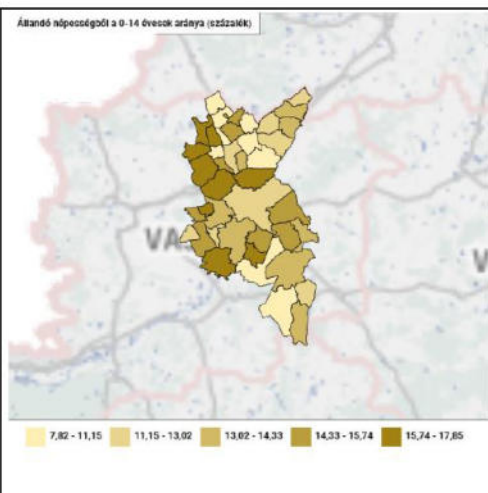 Állandó népességből a 0-14 évesek aránya (százalék)
VA
V
7,82 - 11,15
11,15 - 13,02
13,02 - 14,33
14,33 - 15,74
15,74 - 17,85